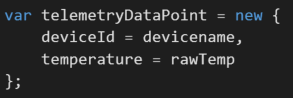 var telemetryDataPoint = new {
    deviceId = devicename,
    temperature = rawTemp
};